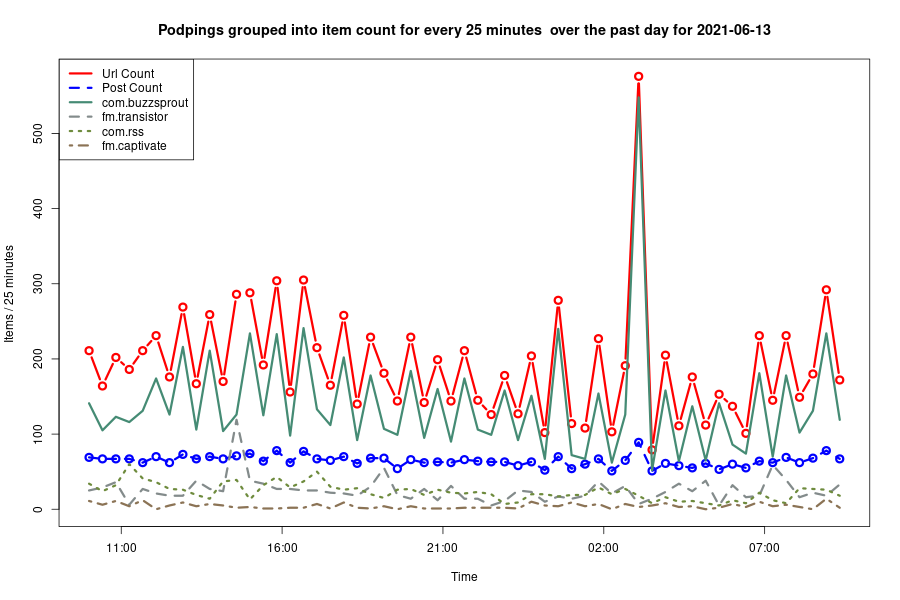 Podpings grouped into item count for every 25 minutes  over the past day for 2021-06-13
Url Count
Post Count
com.buzzsprout
fm.transistor
com.rss
fm.captivate
Items / 25 minutes
500
400
300
200
100
0
11:00 16:00 21:00 02:00 07:00
Time